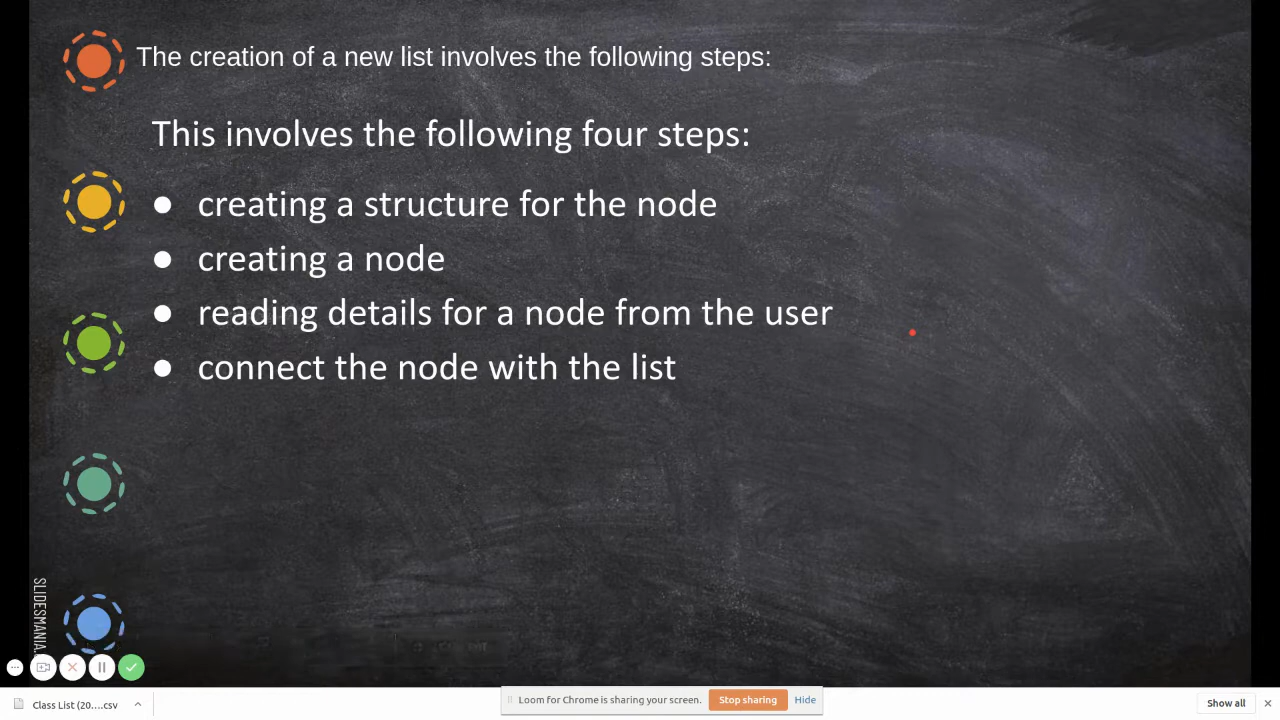 The creation of a new list involves the following steps:
This involves the following four steps:
● creating a structure for the node
● creating a node
● reading details for a node from the user
● connect the node with the list
SLIDESMANIA.
Class List (20....csv
Loom for Chrome is sharing your screen.
Stop sharing
Hide
Show all